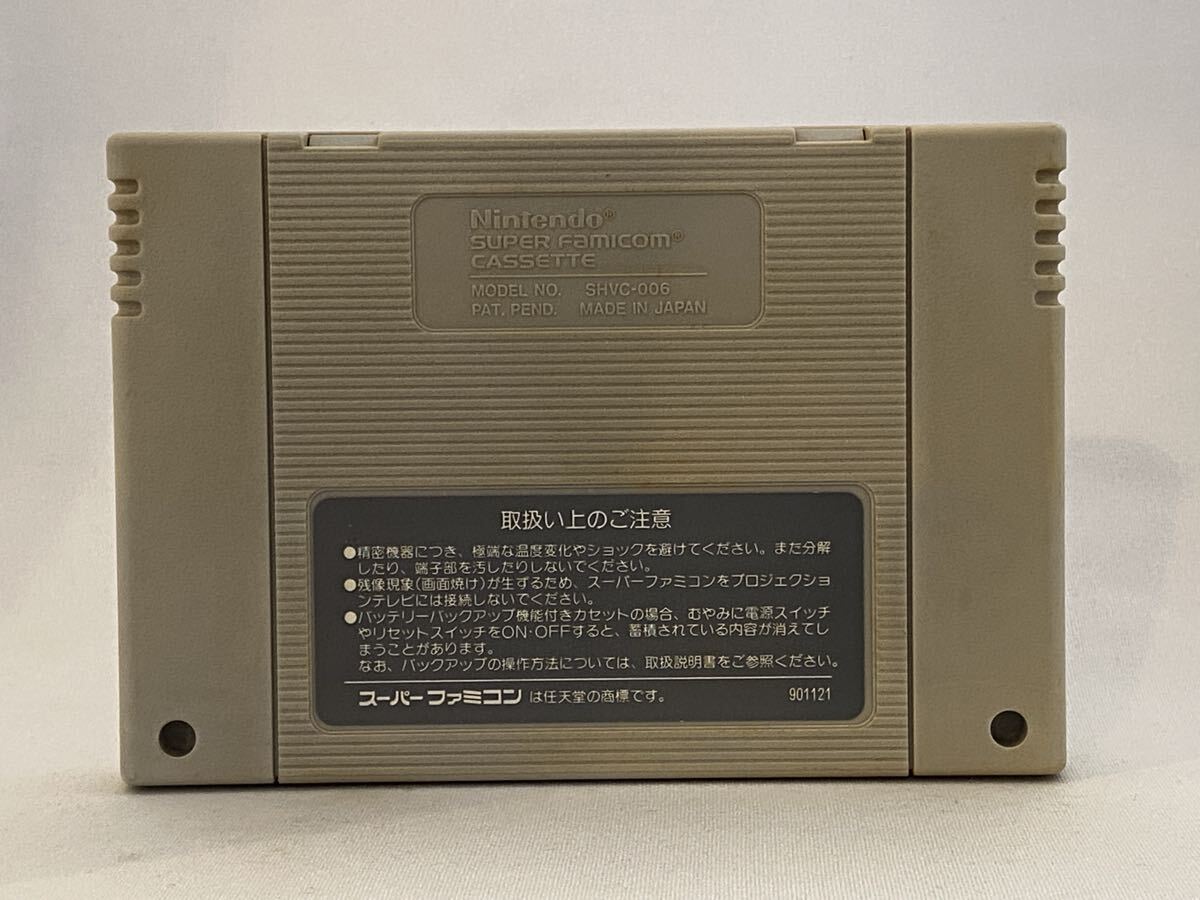 Nintendo®
SUPER FAMICOM®
CASSETTE
MODEL NO. SHVC-006
PAT. PEND. MADE IN JAPAN
取扱い上のご注意
●精密機器につき、極端な温度変化やショックを避けてください。また分解
したり、端子部を汚したりしないでください。
●残像現象(画面焼け)が生ずるため、スーパーファミコンをプロジェクショ
ンテレビには接続しないでください。
●バッテリーバックアップ機能付きカセットの場合、むやみに電源スイッチ
やリセットスイッチをON・OFFすると、蓄積されている内容が消えてし
まうことがあります。
なお、バックアップの操作方法については、取扱説明書をご参照ください。
スーパーファミコン は任天堂の商標です。 901121